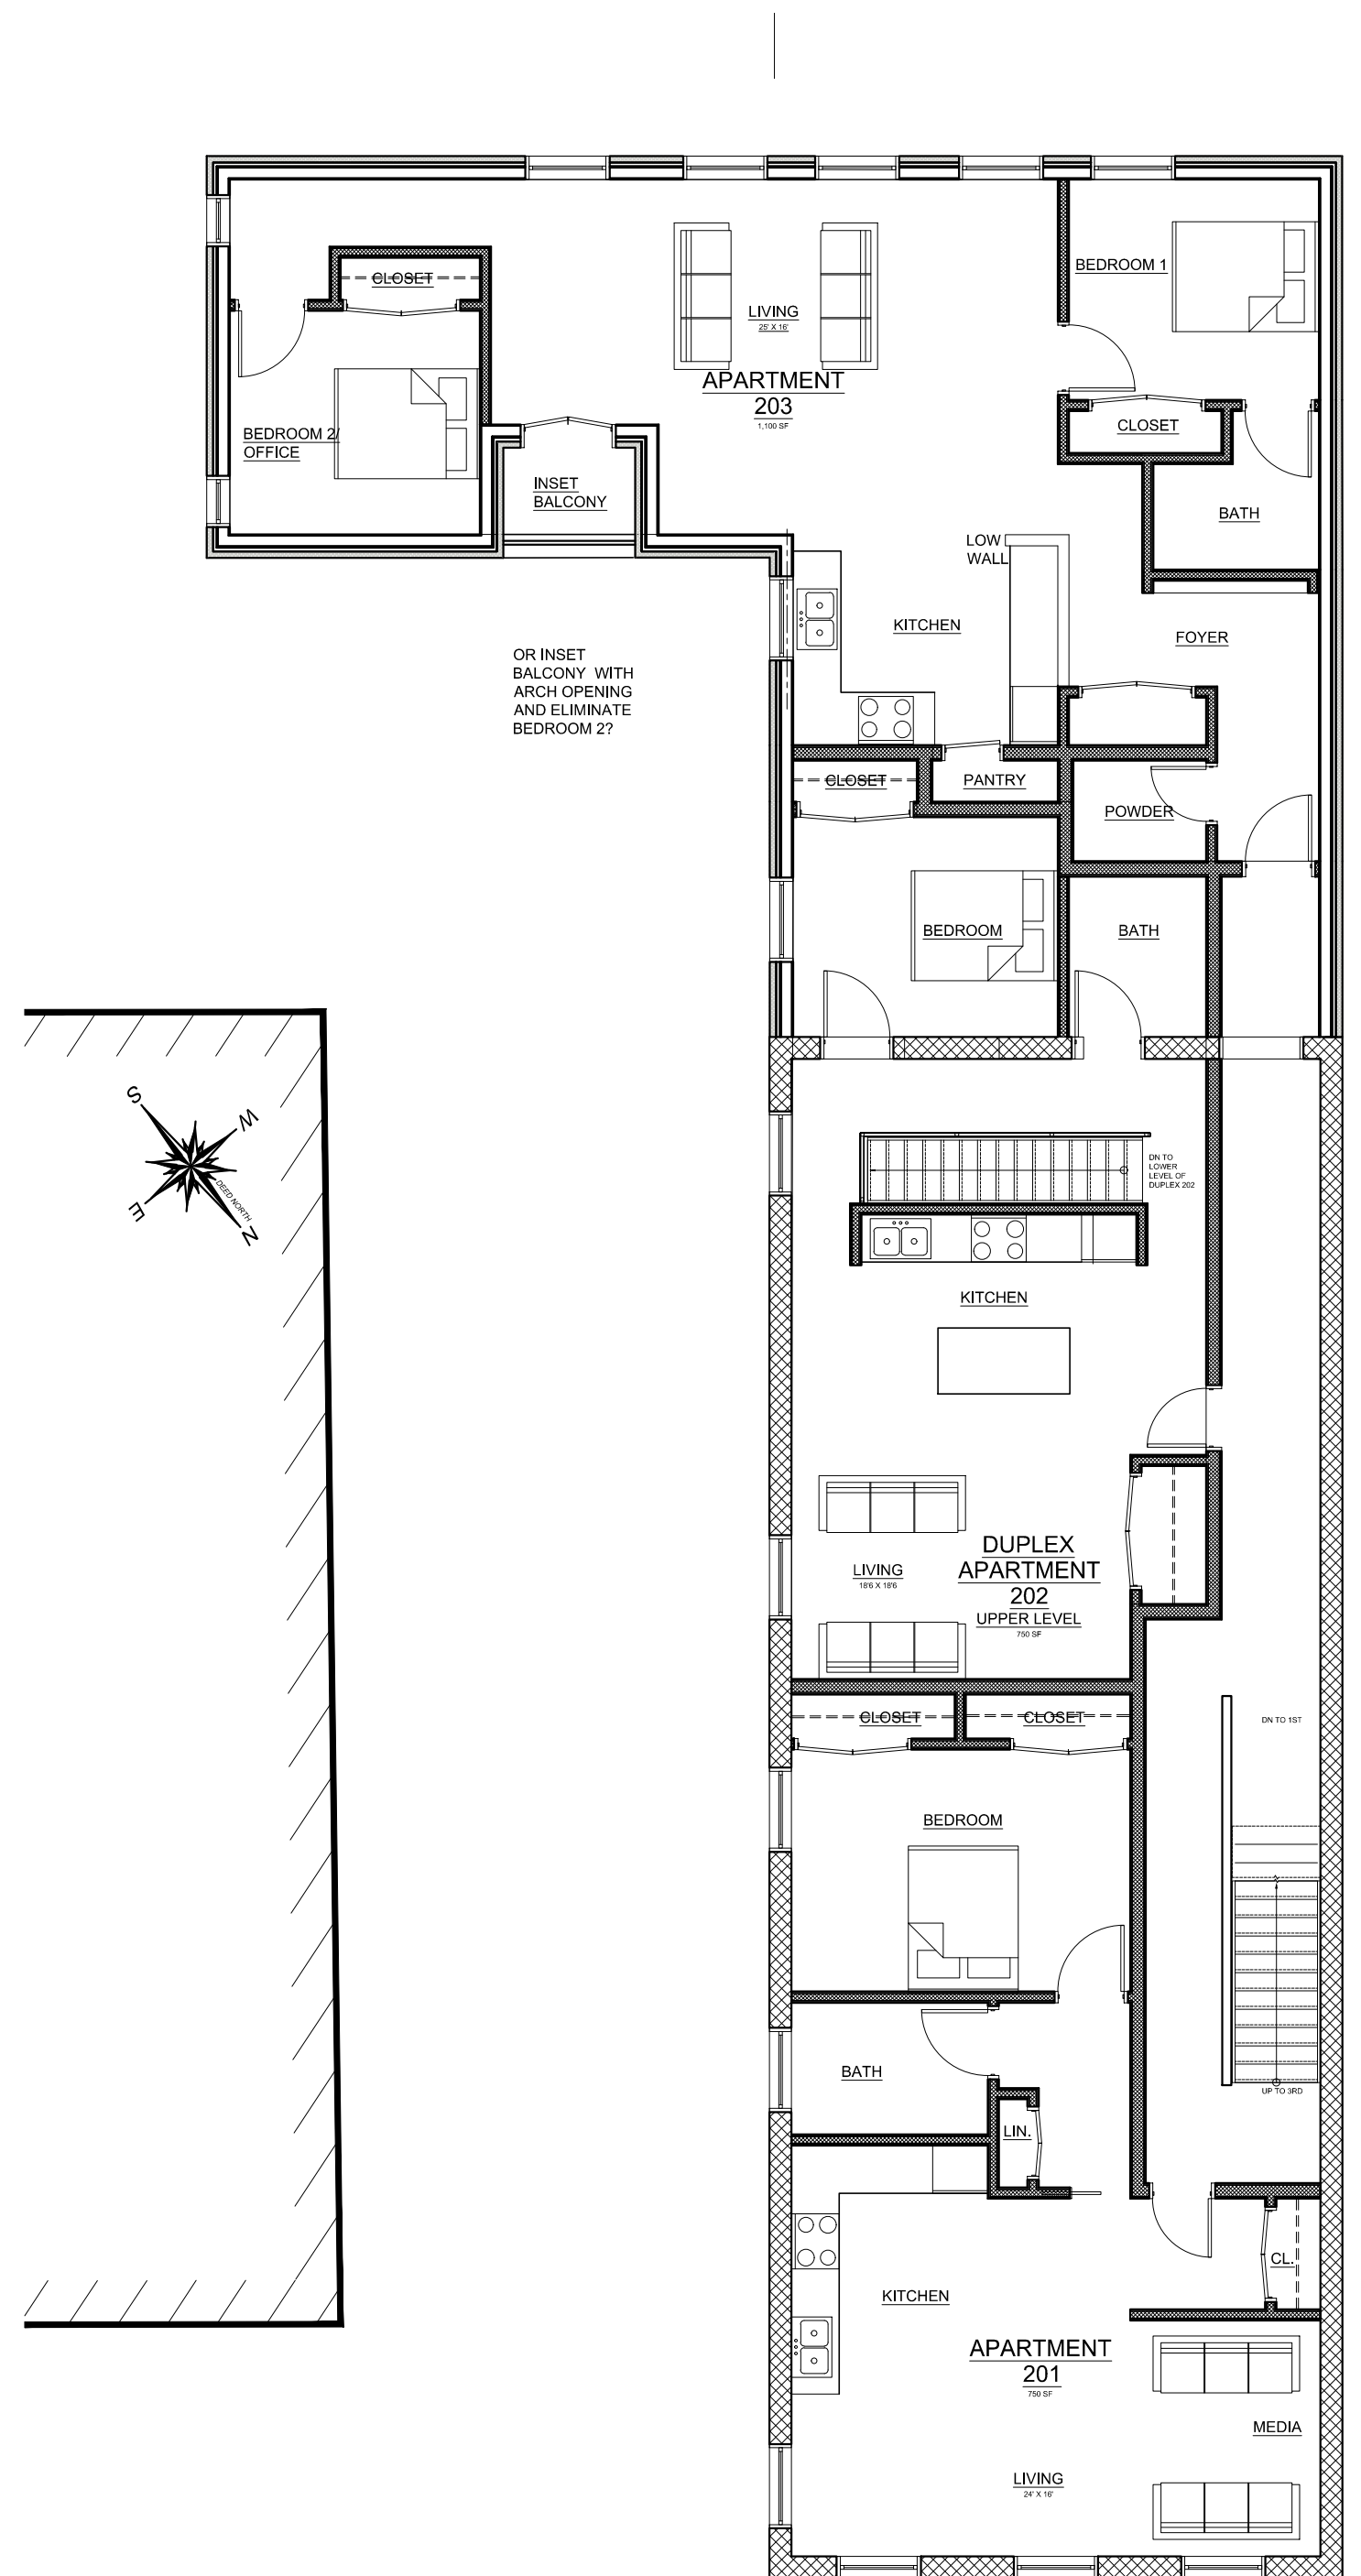 CLOSET
BEDROOM 1
LIVING
25' X 16'
APARTMENT
203
1,100 SF
CLOSET
BEDROOM 2/
OFFICE
INSET
BALCONY
BATH
LOW
WALL
KITCHEN
FOYER
OR INSET
BALCONY WITH
ARCH OPENING
AND ELIMINATE
BEDROOM 2?
CLOSET
PANTRY
POWDER
BEDROOM
BATH
S
W
E
N
DEED NORTH
DN TO
LOWER
LEVEL OF
DUPLEX 202
KITCHEN
DUPLEX
APARTMENT
202
UPPER LEVEL
750 SF
LIVING
18'6 X 18'6
CLOSET
CLOSET
DN TO 1ST
BEDROOM
BATH
UP TO 3RD
LIN.
CL.
KITCHEN
APARTMENT
201
750 SF
MEDIA
LIVING
24' X 16'